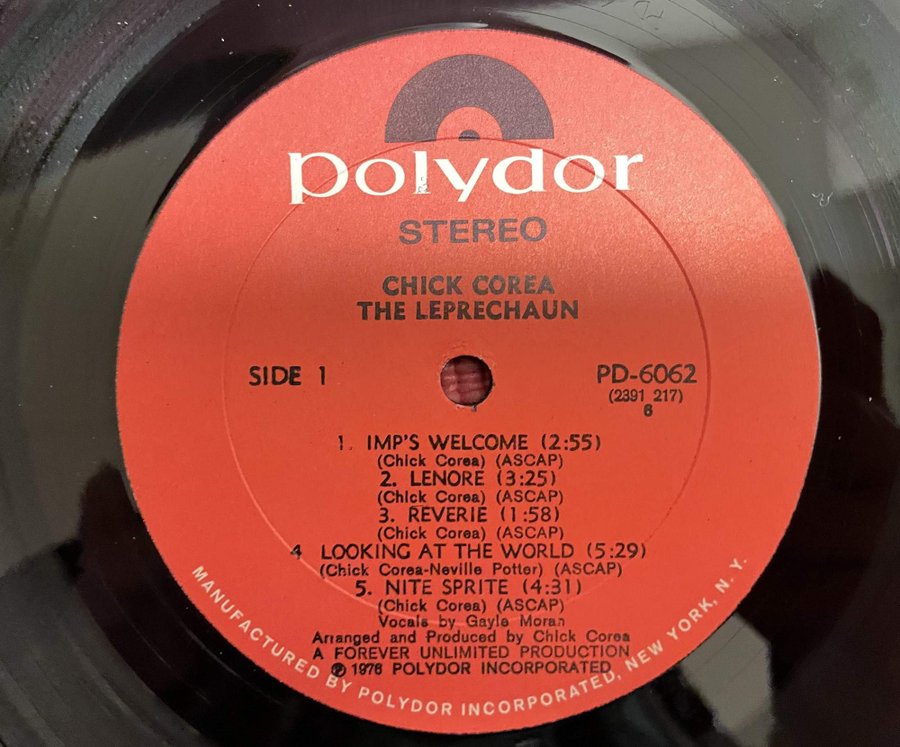 polydor
STEREO
CHICK COREA
THE LEPRECHAUN
SIDE 1
PD-6062
(2391 217)
6
1. IMP'S WELCOME (2:55)
(Chick Corea) (ASCAP)
2. LENORE (3:25)
(Chick Corea) (ASCAP)
3. REVERIE (1:58)
(Chick Corea) (ASCAP)
4 LOOKING AT THE WORLD (5:29)
(Chick Corea-Neville Potter) (ASCAP)
5. NITE SPRITE (4:31)
(Chick Corea) (ASCAP)
Vocals by Gayle Moran
Arranged and Produced by Chick Corea
A FOREVER UNLIMITED PRODUCTION
℗ 1976 POLYDOR INCORPORATED
MANUFACTURED BY POLYDOR INCORPORATED, NEW YORK, N.Y.